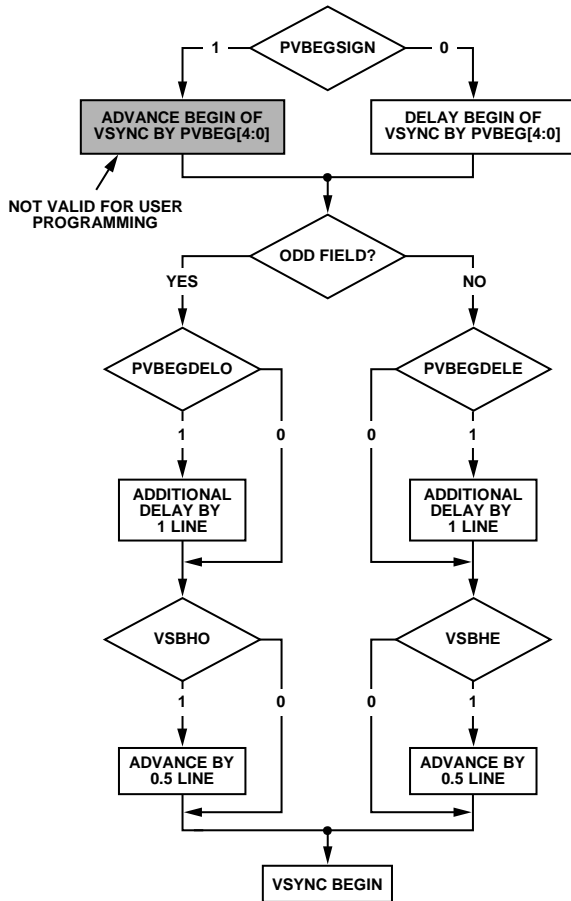 PVBEGSIGN
1
0
ADVANCE BEGIN OF
VSYNC BY PVBEG[4:0]
DELAY BEGIN OF
VSYNC BY PVBEG[4:0]
NOT VALID FOR USER
PROGRAMMING
ODD FIELD?
YES
NO
PVBEGDELO
PVBEGDELE
1
0
0
1
ADDITIONAL
DELAY BY
1 LINE
ADDITIONAL
DELAY BY
1 LINE
VSBHO
VSBHE
1
0
0
1
ADVANCE BY
0.5 LINE
ADVANCE BY
0.5 LINE
VSYNC BEGIN